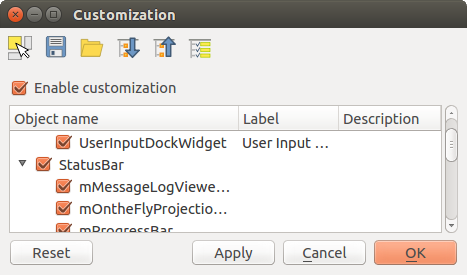 Customization
Enable customization
Object name Label Description
UserInputDockWidget User Input ...
StatusBar
mMessageLogViewe...
mOntheFlyProjectio...
mProgressBar
Reset Apply Cancel OK